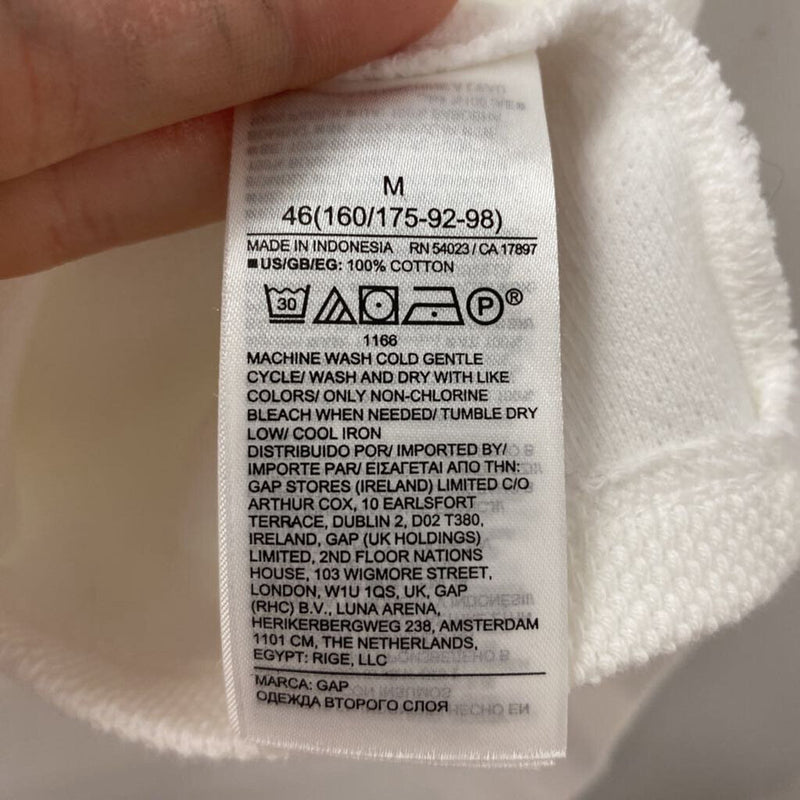 M
46(160/175-92-98)
MADE IN INDONESIA RN 54023 / CA 17897
■US/GB/EG: 100% COTTON
30 P®
1166
MACHINE WASH COLD GENTLE
CYCLE/ WASH AND DRY WITH LIKE
COLORS/ ONLY NON-CHLORINE
BLEACH WHEN NEEDED/ TUMBLE DRY
LOW/ COOL IRON
DISTRIBUIDO POR/ IMPORTED BY/
IMPORTE PAR/ ΕΙΣΑΓΕΤΑΙ ΑΠΟ ΤΗΝ:
GAP STORES (IRELAND) LIMITED C/O
ARTHUR COX, 10 EARLSFORT
TERRACE, DUBLIN 2, D02 T380,
IRELAND, GAP (UK HOLDINGS)
LIMITED, 2ND FLOOR NATIONS
HOUSE, 103 WIGMORE STREET,
LONDON, W1U 1QS, UK, GAP
(RHC) B.V., LUNA ARENA,
HERIKERBERGWEG 238, AMSTERDAM
1101 CM, THE NETHERLANDS,
EGYPT: RIGE, LLC
MARCA: GAP
ОДЕЖДА ВТОРОГО СЛОЯ